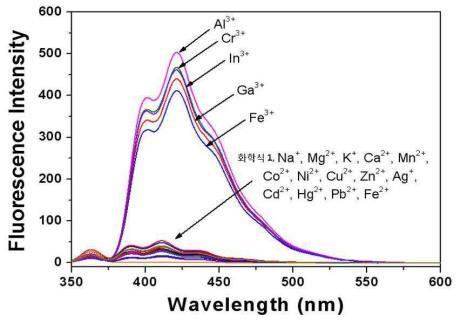 600
500
400
300
200
100
0
Fluorescence Intensity
Al³⁺
Cr³⁺
In³⁺
Ga³⁺
Fe³⁺
화학식 1, Na⁺, Mg²⁺, K⁺, Ca²⁺, Mn²⁺,
Co²⁺, Ni²⁺, Cu²⁺, Zn²⁺, Ag⁺,
Cd²⁺, Hg²⁺, Pb²⁺, Fe²⁺
350 400 450 500 550 600
Wavelength (nm)